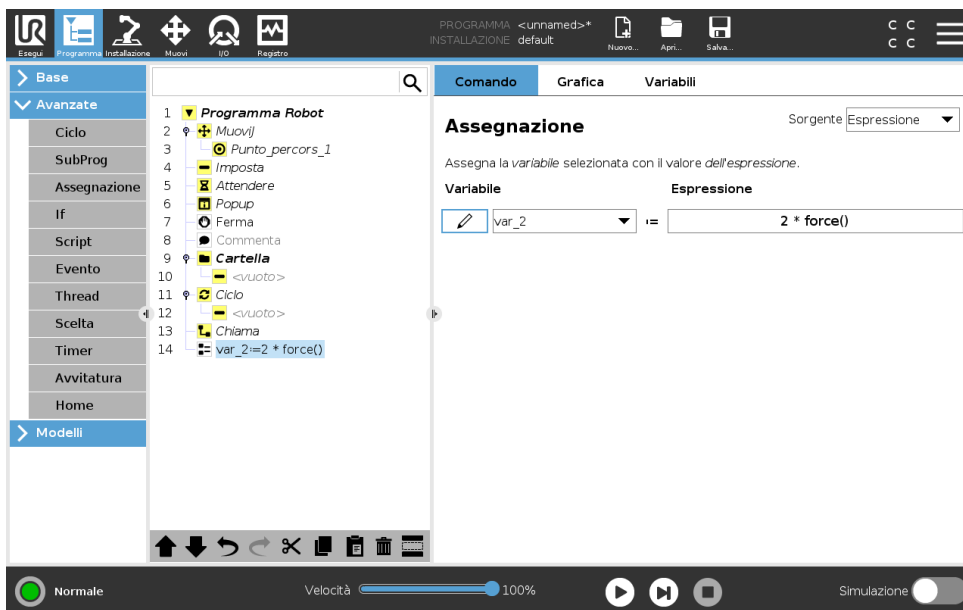 Esegui
Programma
Installazione
Muovi
I/O
Registro
PROGRAMMA <unnamed>*
INSTALLAZIONE default
Nuovo...
Apri...
Salva...
C C
C C
Base
Avanzate
Ciclo
SubProg
Assegnazione
If
Script
Evento
Thread
Scelta
Timer
Avvitatura
Home
Modelli
1 Programma Robot
2 MuoviJ
3 Punto_percors_1
4 Imposta
5 Attendere
6 Popup
7 Ferma
8 Commenta
9 Cartella
10 <vuoto>
11 Ciclo
12 <vuoto>
13 Chiama
14 var_2:=2 * force()
Comando Grafica Variabili
Assegnazione
Sorgente Espressione
Assegna la variabile selezionata con il valore dell'espressione.
Variabile Espressione
var_2 := 2 * force()
Normale
Velocità 100%
Simulazione